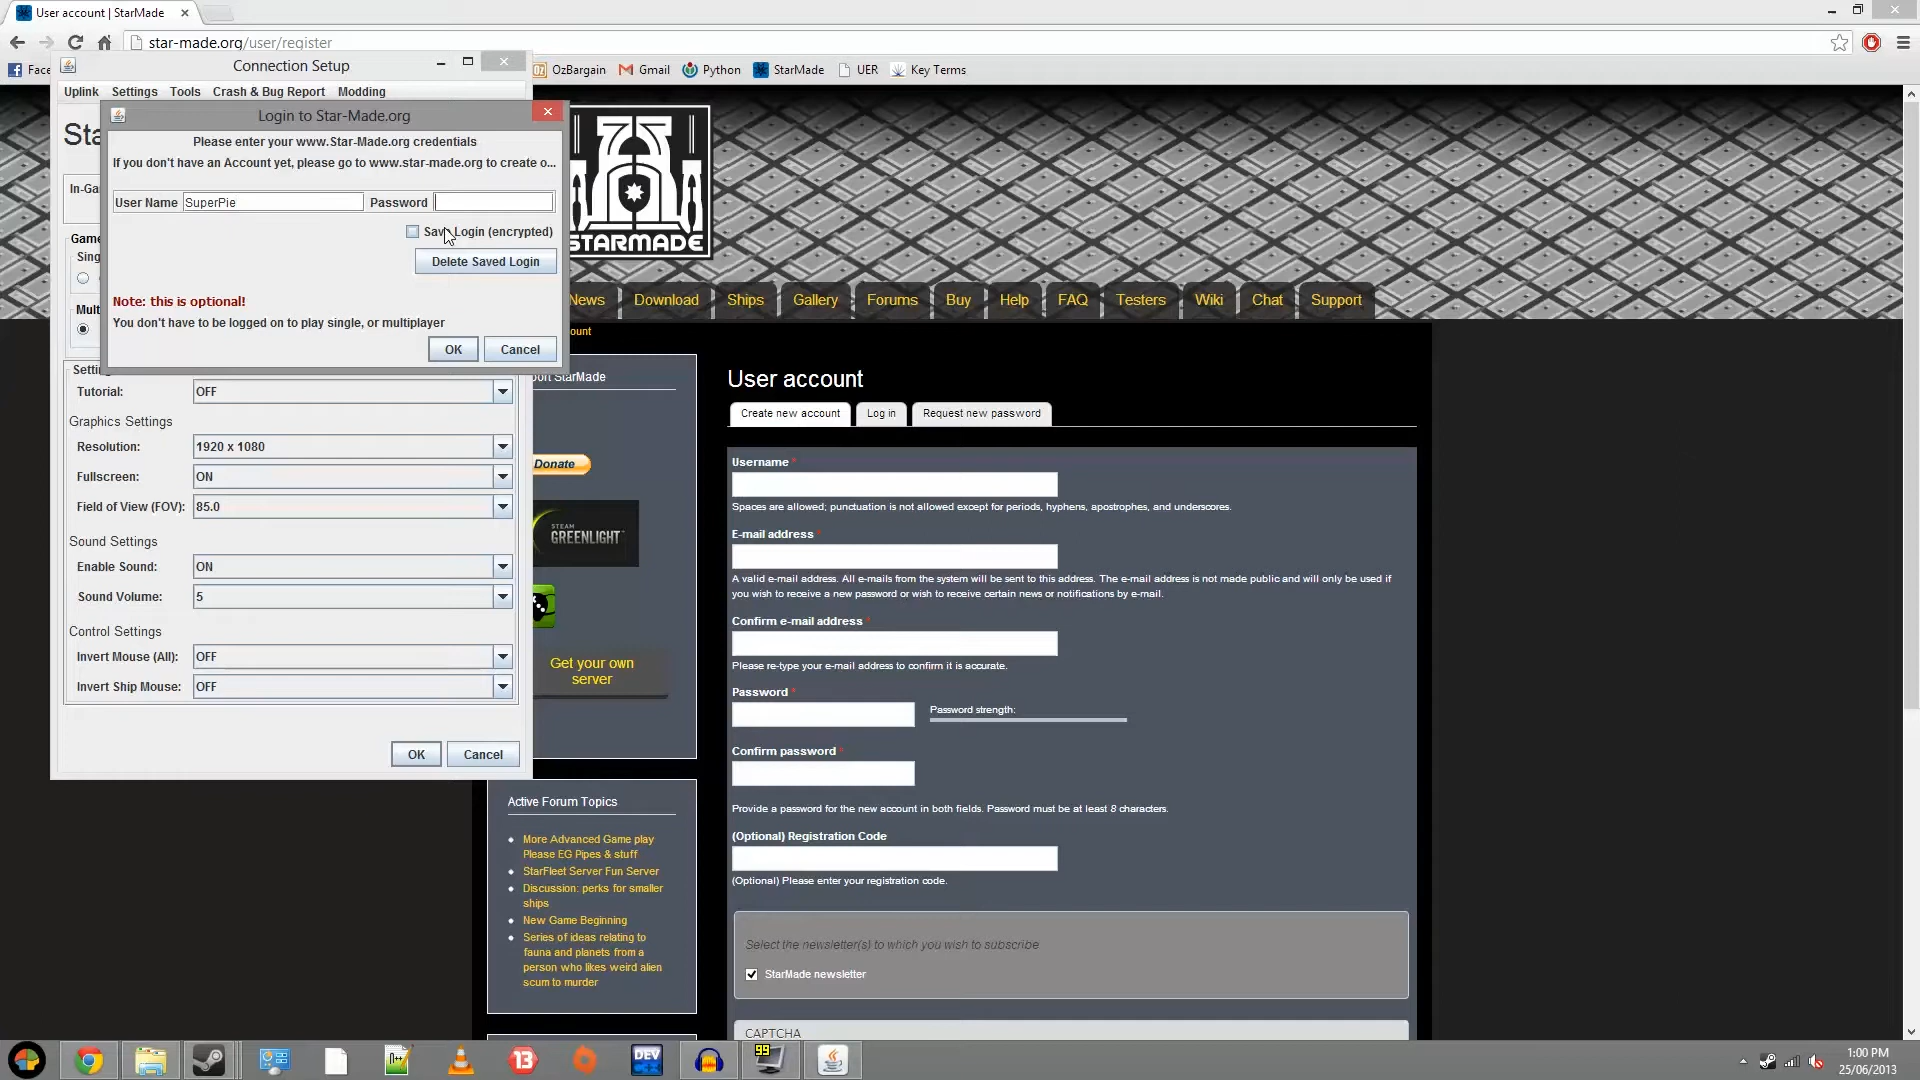 User account | StarMade
star-made.org/user/register
Face
OzBargain
Gmail
Python
StarMade
UER
Key Terms
Connection Setup
Uplink Settings Tools Crash & Bug Report Modding
Login to Star-Made.org
Please enter your www.Star-Made.org credentials
If you don't have an Account yet, please go to www.star-made.org to create o...
User Name SuperPie Password
Save Login (encrypted)
Delete Saved Login
Note: this is optional!
You don't have to be logged on to play single, or multiplayer
OK Cancel
Sta
In-Ga
Game
Sing
Mult
Settin
Tutorial: OFF
Graphics Settings
Resolution: 1920 x 1080
Fullscreen: ON
Field of View (FOV): 85.0
Sound Settings
Enable Sound: ON
Sound Volume: 5
Control Settings
Invert Mouse (All): OFF
Invert Ship Mouse: OFF
OK Cancel
STARMADE
News Download Ships Gallery Forums Buy Help FAQ Testers Wiki Chat Support
ount
port StarMade
Donate
STEAM
GREENLIGHT
Get your own
server
Active Forum Topics
More Advanced Game play
Please EG Pipes & stuff
StarFleet Server Fun Server
Discussion: perks for smaller
ships
New Game Beginning
Series of ideas relating to
fauna and planets from a
person who likes weird alien
scum to murder
User account
Create new account Log in Request new password
Username *
Spaces are allowed; punctuation is not allowed except for periods, hyphens, apostrophes, and underscores.
E-mail address *
A valid e-mail address. All e-mails from the system will be sent to this address. The e-mail address is not made public and will only be used if
you wish to receive a new password or wish to receive certain news or notifications by e-mail.
Confirm e-mail address *
Please re-type your e-mail address to confirm it is accurate.
Password *
Password strength:
Confirm password *
Provide a password for the new account in both fields. Password must be at least 8 characters.
(Optional) Registration Code
(Optional) Please enter your registration code.
Select the newsletter(s) to which you wish to subscribe
StarMade newsletter
CAPTCHA
13
DEV
99
1:00 PM
25/06/2013